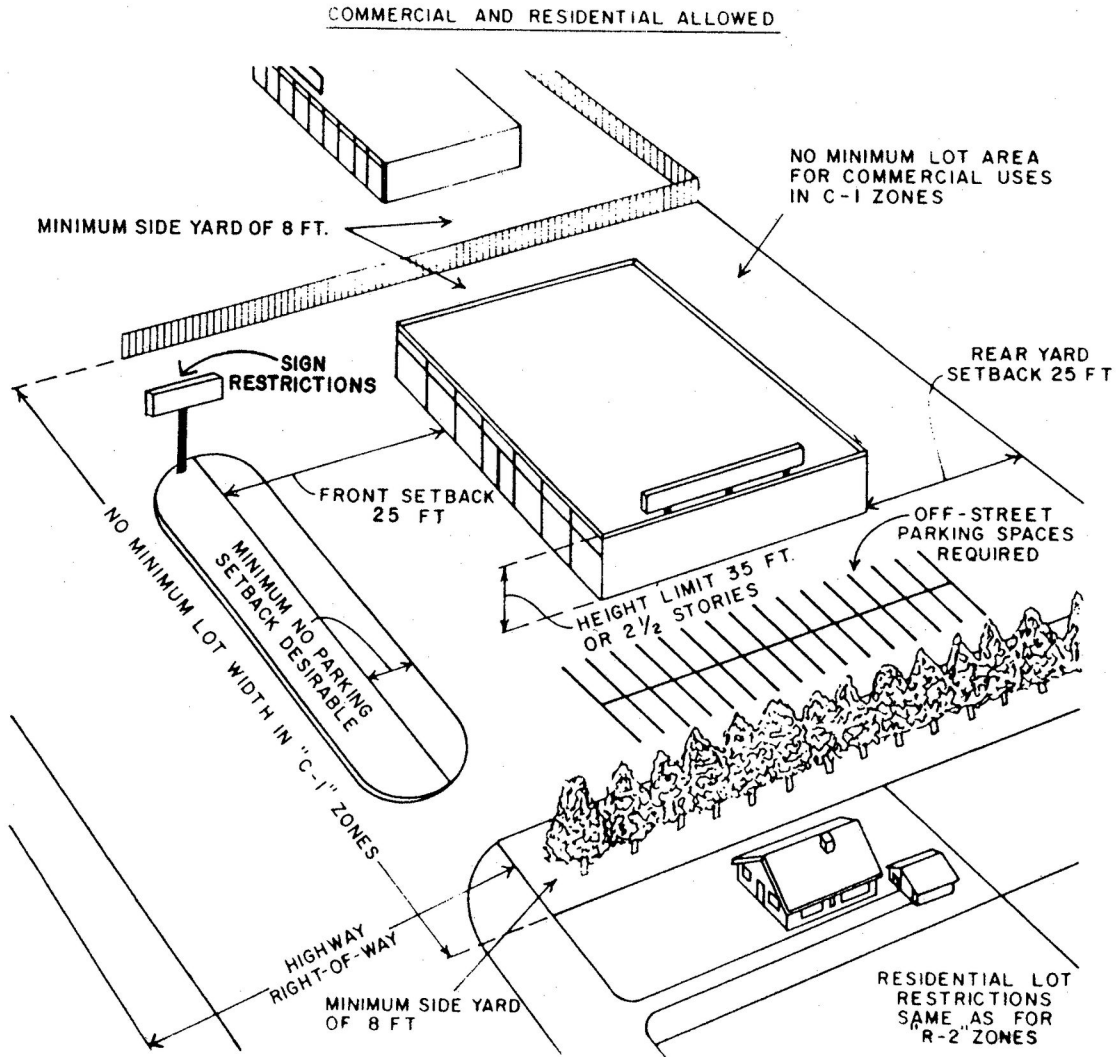 COMMERCIAL AND RESIDENTIAL ALLOWED
NO MINIMUM LOT AREA
FOR COMMERCIAL USES
IN C-1 ZONES
MINIMUM SIDE YARD OF 8 FT.
SIGN
RESTRICTIONS
REAR YARD
SETBACK 25 FT
FRONT SETBACK
25 FT
OFF-STREET
PARKING SPACES
REQUIRED
NO MINIMUM LOT WIDTH IN "C-1" ZONES
MINIMUM NO PARKING
SETBACK DESIRABLE
HEIGHT LIMIT 35 FT.
OR 2 1/2 STORIES
HIGHWAY
RIGHT-OF-WAY
MINIMUM SIDE YARD
OF 8 FT
RESIDENTIAL LOT
RESTRICTIONS
SAME AS FOR
"R-2" ZONES